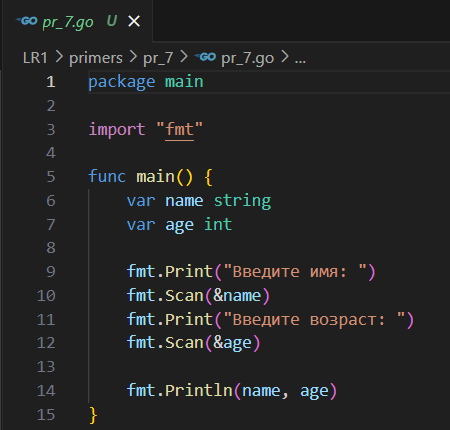 GO pr_7.go U ×
LR1 > primers > pr_7 > GO pr_7.go > ...
1 package main
2
3 import "fmt"
4
5 func main() {
6 var name string
7 var age int
8
9 fmt.Print("Введите имя: ")
10 fmt.Scan(&name)
11 fmt.Print("Введите возраст: ")
12 fmt.Scan(&age)
13
14 fmt.Println(name, age)
15 }